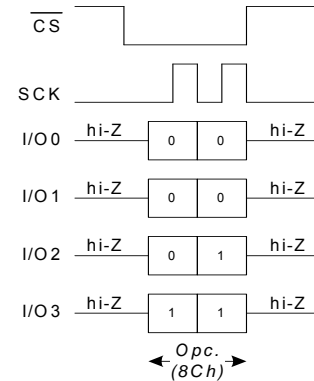 CS
SCK
I/O0 hi-Z 0 0 hi-Z
I/O1 hi-Z 0 0 hi-Z
I/O2 hi-Z 0 1 hi-Z
I/O3 hi-Z 1 1 hi-Z
Opc.
(8Ch)